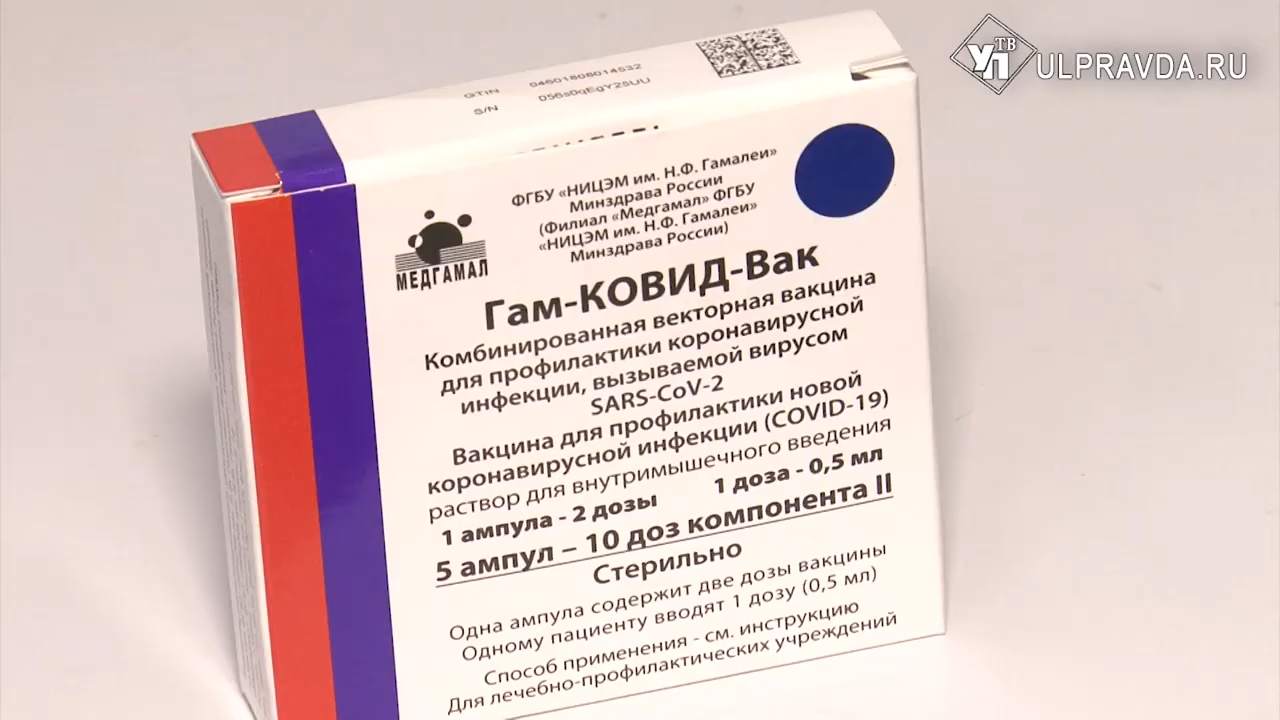 УП ТВ ULPRAVDA.RU
GTIN 04601808014532
S/N 056s0qEgY25UU
ФГБУ «НИЦЭМ им. Н.Ф. Гамалеи»
Минздрава России
(Филиал «Медгамал» ФГБУ
«НИЦЭМ им. Н.Ф. Гамалеи»
Минздрава России)
МЕДГАМАЛ
Гам-КОВИД-Вак
Комбинированная векторная вакцина
для профилактики коронавирусной
инфекции, вызываемой вирусом
SARS-CoV-2
Вакцина для профилактики новой
коронавирусной инфекции (COVID-19)
раствор для внутримышечного введения
1 ампула - 2 дозы 1 доза - 0,5 мл
5 ампул – 10 доз компонента II
Стерильно
Одна ампула содержит две дозы вакцины
Одному пациенту вводят 1 дозу (0,5 мл)
Способ применения - см. инструкцию
Для лечебно-профилактических учреждений